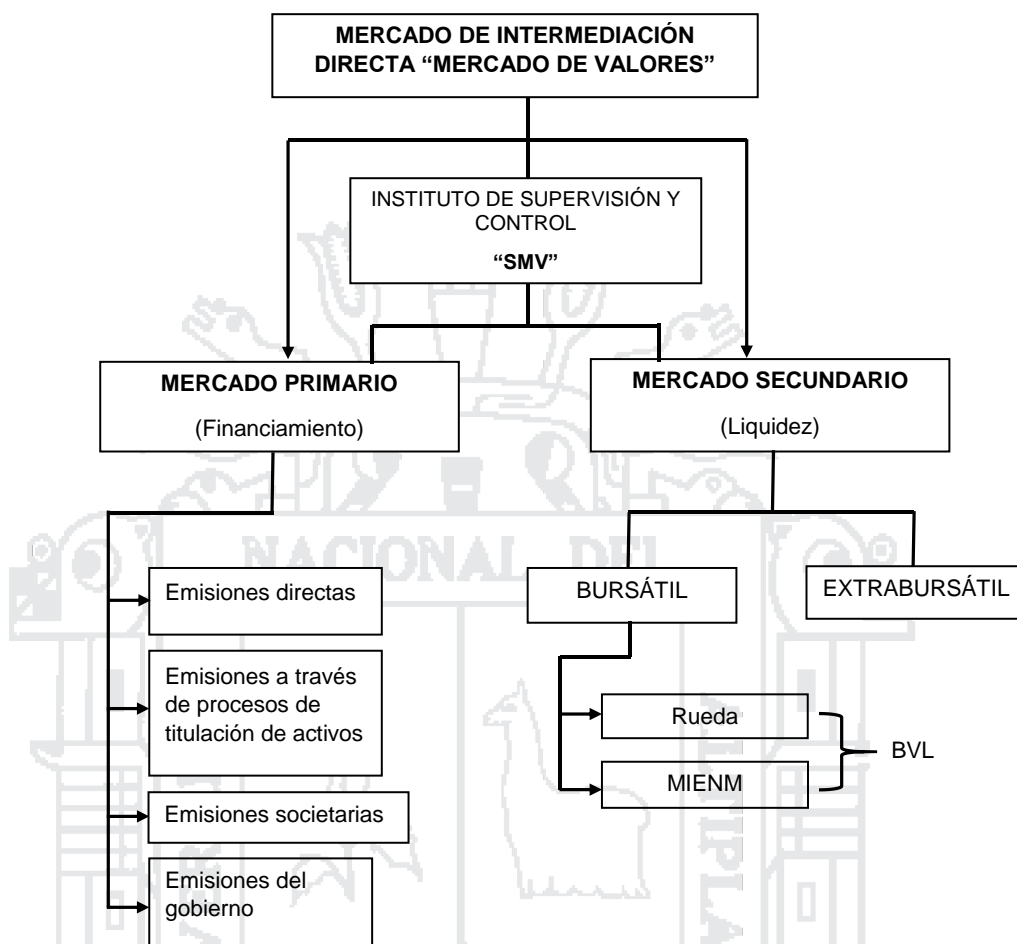 MERCADO DE INTERMEDIACIÓN
DIRECTA “MERCADO DE VALORES”
INSTITUTO DE SUPERVISIÓN Y
CONTROL
“SMV”
MERCADO PRIMARIO
(Financiamiento)
MERCADO SECUNDARIO
(Liquidez)
NACIONAL DEL
Emisiones directas
Emisiones a través
de procesos de
titulación de activos
Emisiones societarias
Emisiones del
gobierno
BURSÁTIL
EXTRABURSÁTIL
Rueda
MIENM
BVL